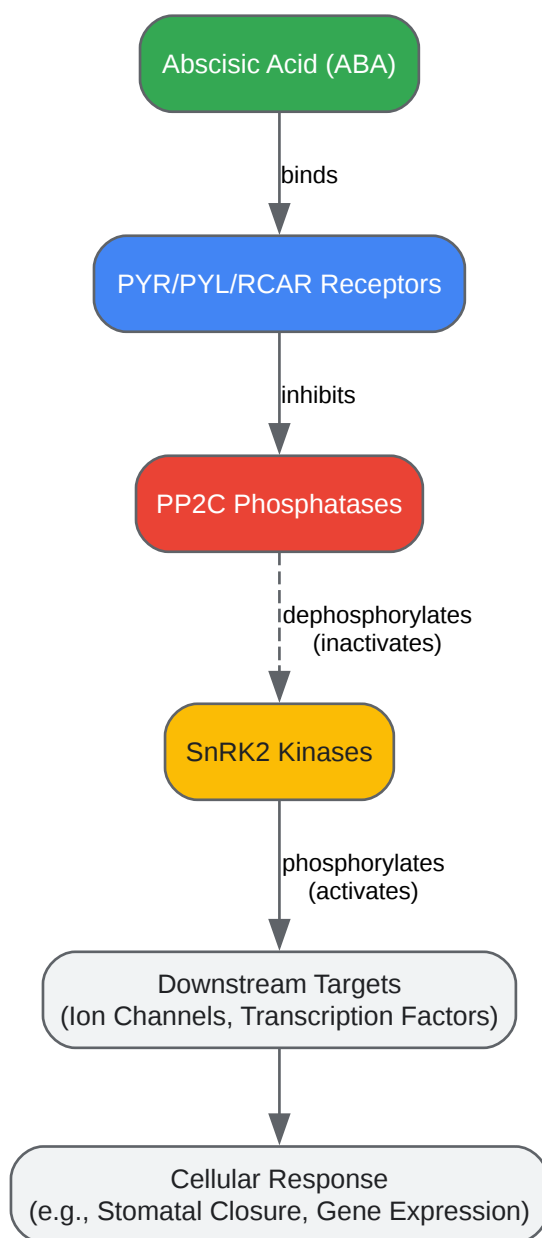 Abscisic Acid (ABA)
binds
PYR/PYL/RCAR Receptors
inhibits
PP2C Phosphatases
dephosphorylates
(inactivates)
SnRK2 Kinases
phosphorylates
(activates)
Downstream Targets
(Ion Channels, Transcription Factors)
Cellular Response
(e.g., Stomatal Closure, Gene Expression)